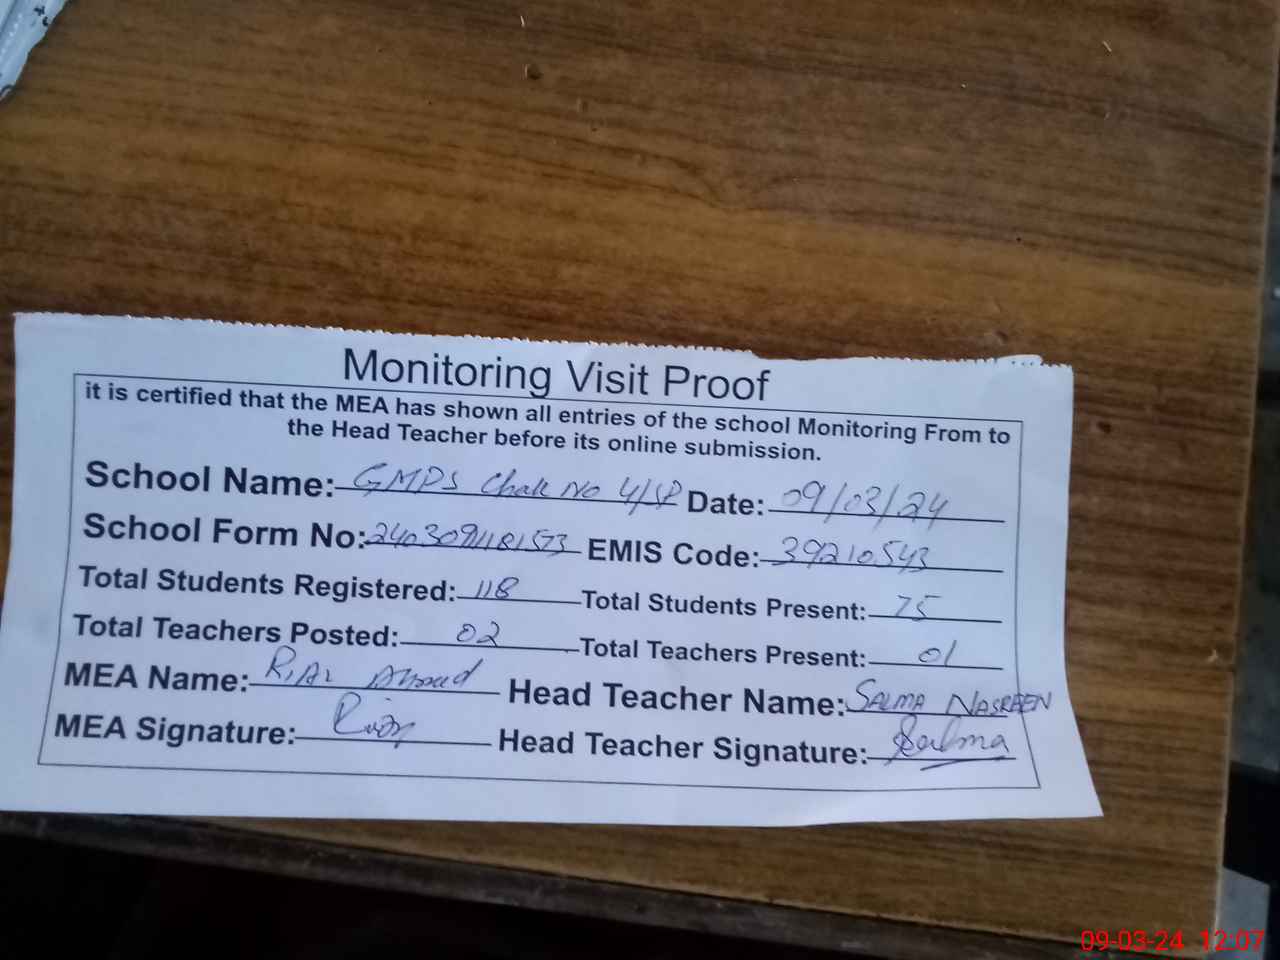 Monitoring Visit Proof
it is certified that the MEA has shown all entries of the school Monitoring From to
the Head Teacher before its online submission.
School Name: GMPS Chak No 4/SP Date: 09/03/24
School Form No: 2403091181573 EMIS Code: 39210543
Total Students Registered: 118 Total Students Present: 75
Total Teachers Posted: 02 Total Teachers Present: 01
MEA Name: Riaz Ahmad Head Teacher Name: SALMA NASREEN
MEA Signature: Riaz Head Teacher Signature: Salma
09-03-24 12:07